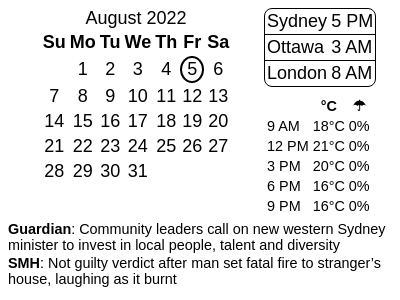 August 2022
Su Mo Tu We Th Fr Sa
1 2 3 4 5 6
7 8 9 10 11 12 13
14 15 16 17 18 19 20
21 22 23 24 25 26 27
28 29 30 31
Sydney 5 PM
Ottawa 3 AM
London 8 AM
°C ☂
9 AM 18°C 0%
12 PM 21°C 0%
3 PM 20°C 0%
6 PM 16°C 0%
9 PM 16°C 0%
Guardian: Community leaders call on new western Sydney
minister to invest in local people, talent and diversity
SMH: Not guilty verdict after man set fatal fire to stranger’s
house, laughing as it burnt